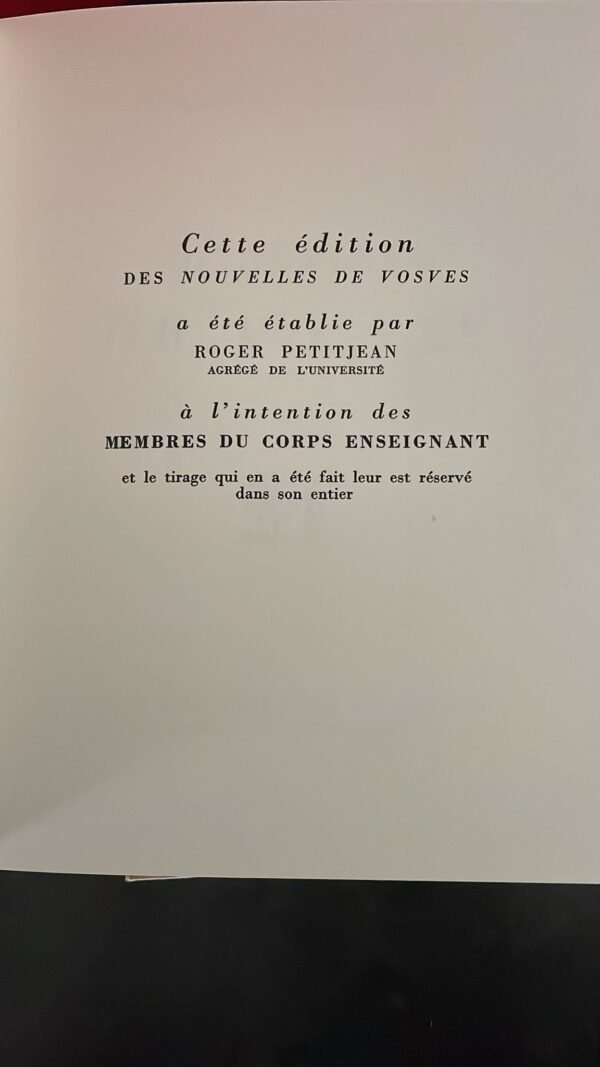 Cette édition
DES NOUVELLES DE VOSVES
a été établie par
ROGER PETITJEAN
AGRÉGÉ DE L'UNIVERSITÉ
à l'intention des
MEMBRES DU CORPS ENSEIGNANT
et le tirage qui en a été fait leur est réservé
dans son entier